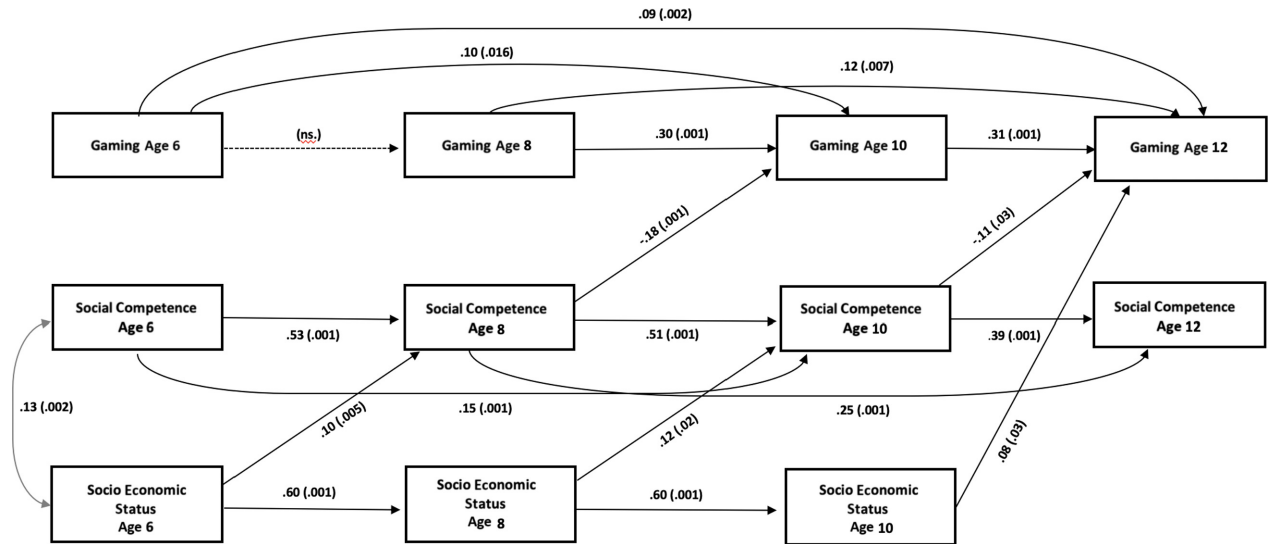 .09 (.002)
.10 (.016)
.12 (.007)
Gaming Age 6
(ns.)
Gaming Age 8
.30 (.001)
Gaming Age 10
.31 (.001)
Gaming Age 12
-.18 (.001)
-.11 (.03)
Social Competence
Age 6
.53 (.001)
Social Competence
Age 8
.51 (.001)
Social Competence
Age 10
.39 (.001)
Social Competence
Age 12
.13 (.002)
.10 (.005)
.15 (.001)
.12 (.02)
.25 (.001)
.08 (.03)
Socio Economic
Status
Age 6
.60 (.001)
Socio Economic
Status
Age 8
.60 (.001)
Socio Economic
Status
Age 10